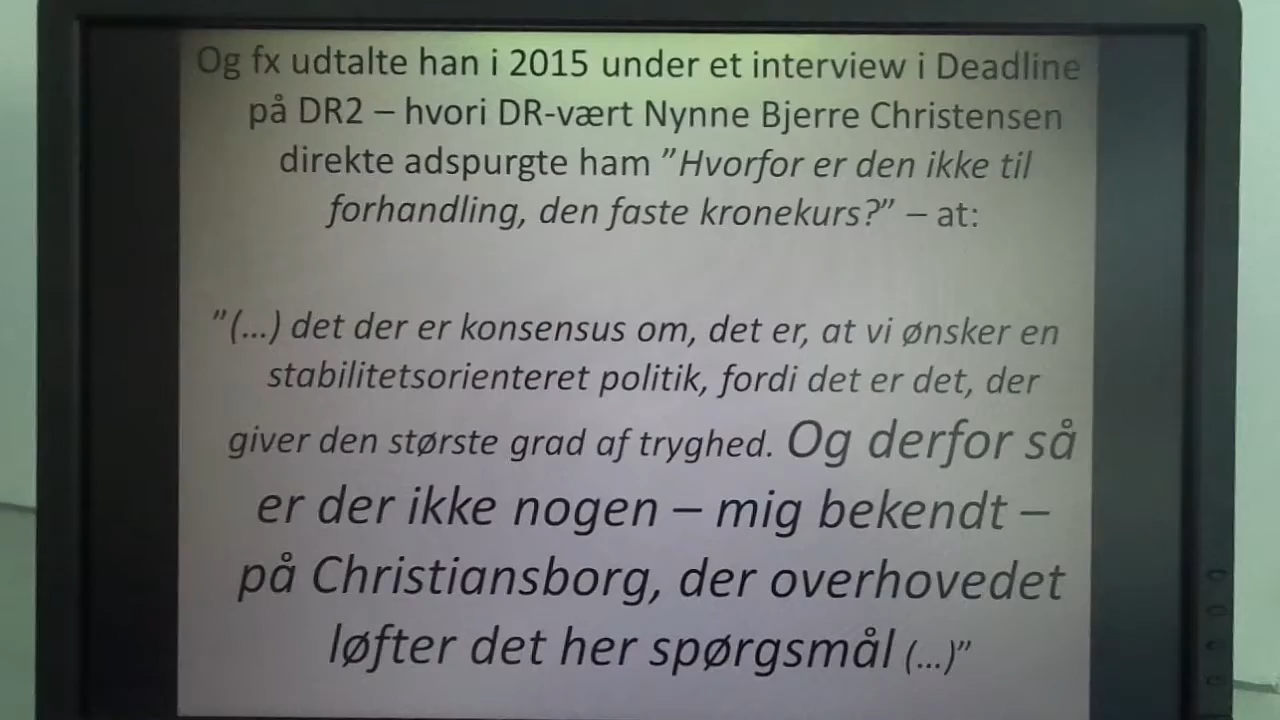 Og fx udtalte han i 2015 under et interview i Deadline
på DR2 – hvori DR-vært Nynne Bjerre Christensen
direkte adspurgte ham ”Hvorfor er den ikke til
forhandling, den faste kronekurs?” – at:
”(…) det der er konsensus om, det er, at vi ønsker en
stabilitetsorienteret politik, fordi det er det, der
giver den største grad af tryghed. Og derfor så
er der ikke nogen – mig bekendt –
på Christiansborg, der overhovedet
løfter det her spørgsmål (…)”